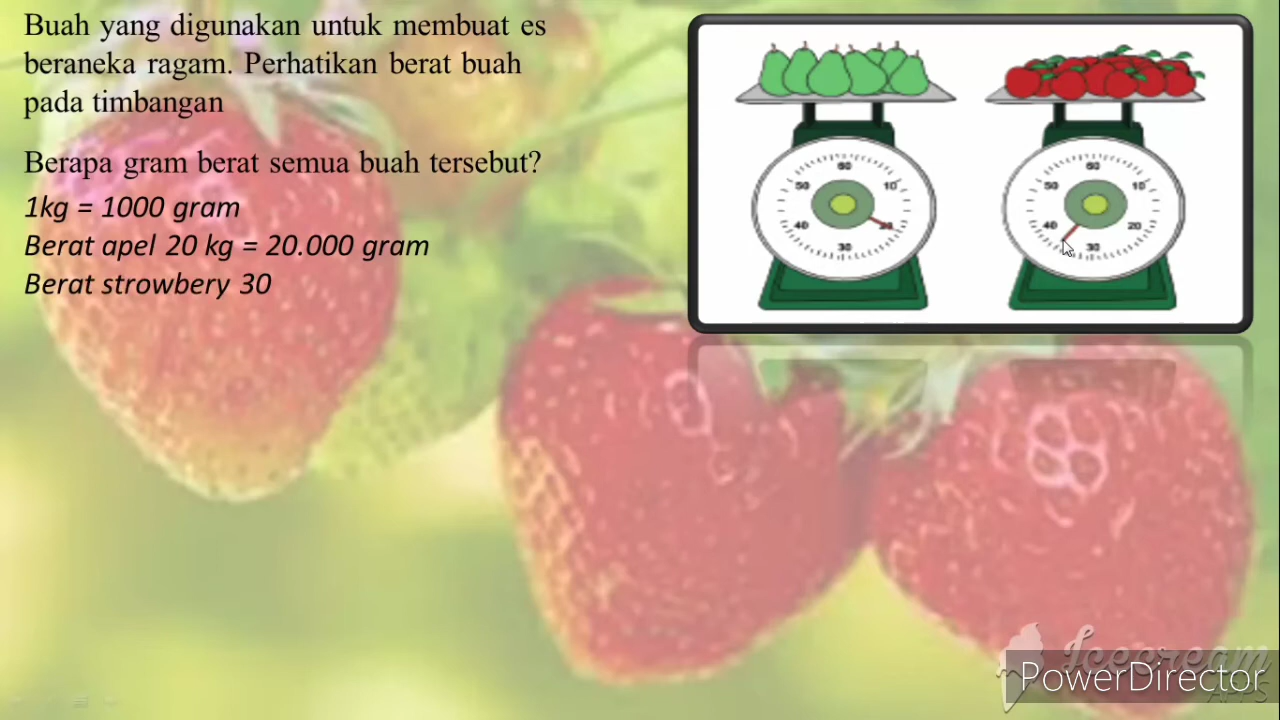 Buah yang digunakan untuk membuat es
beraneka ragam. Perhatikan berat buah
pada timbangan
Berapa gram berat semua buah tersebut?
1kg = 1000 gram
Berat apel 20 kg = 20.000 gram
Berat strowbery 30
60
50
10
40
20
30
60
50
10
40
20
30
Icecream
APPS
PowerDirector